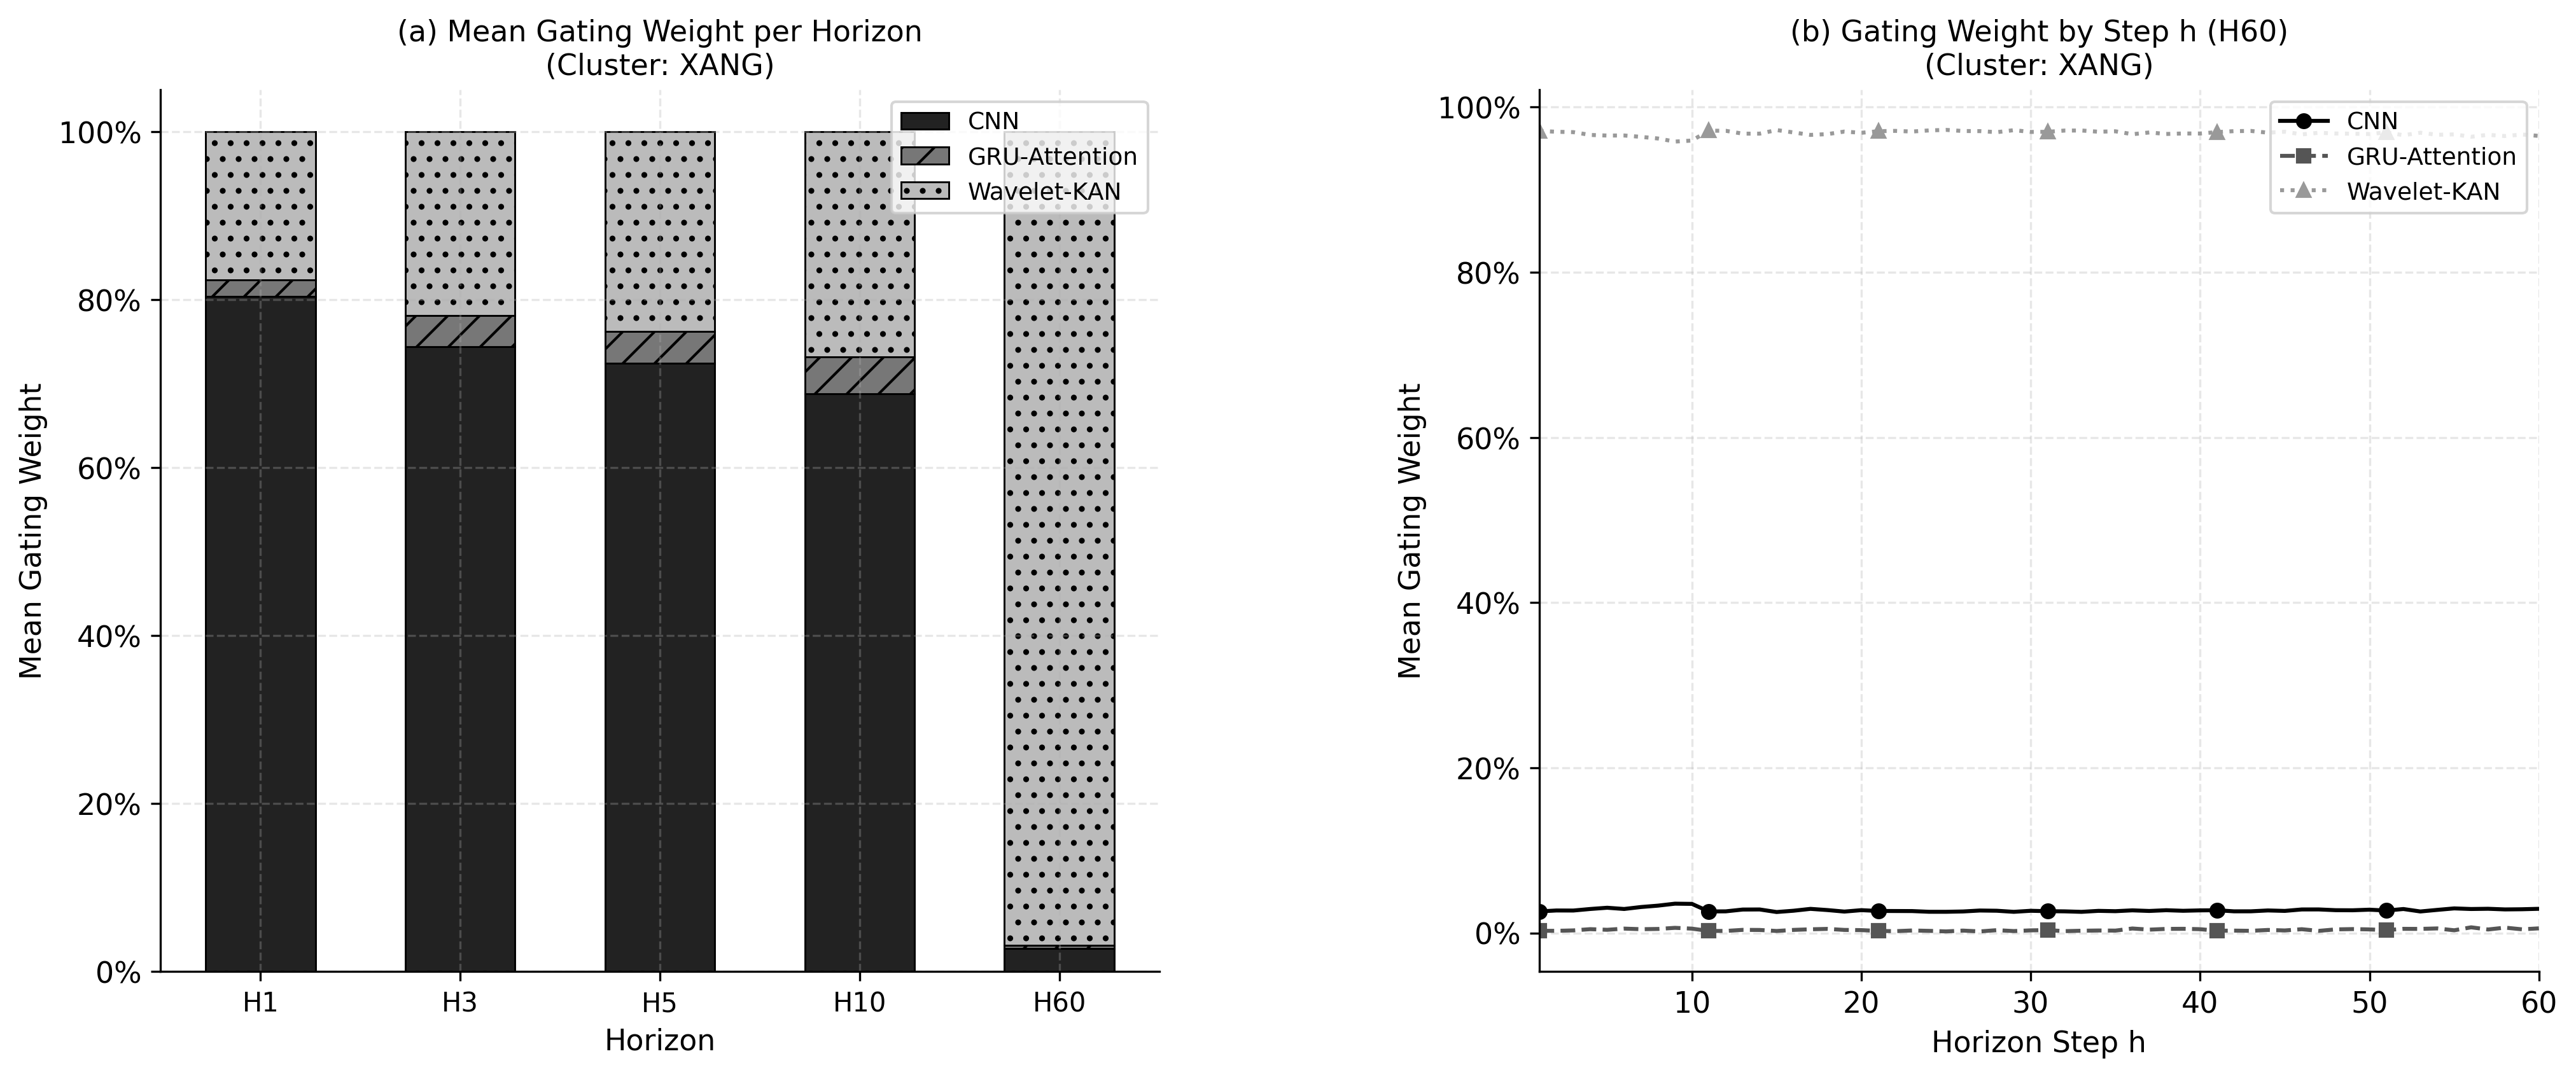 (a) Mean Gating Weight per Horizon
(Cluster: XANG)
Mean Gating Weight
100%
80%
60%
40%
20%
0%
CNN
GRU-Attention
Wavelet-KAN
H1
H3
H5
H10
H60
Horizon
(b) Gating Weight by Step h (H60)
(Cluster: XANG)
Mean Gating Weight
100%
80%
60%
40%
20%
0%
CNN
GRU-Attention
Wavelet-KAN
10
20
30
40
50
60
Horizon Step h